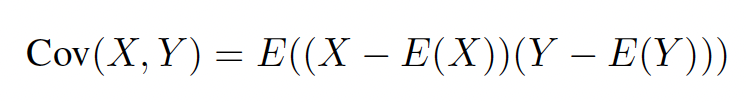 Cov(X, Y) = E((X − E(X))(Y − E(Y)))